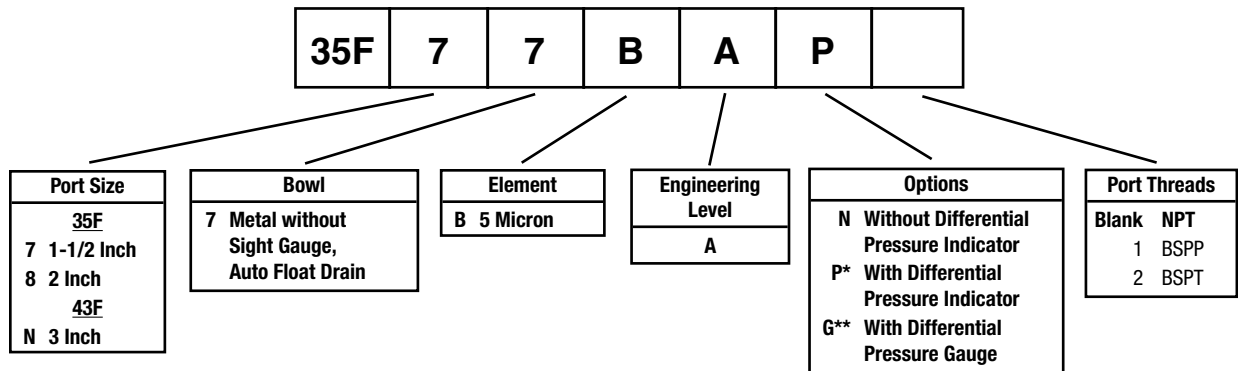 35F 7 7 B A P
Port Size
35F
7 1-1/2 Inch
8 2 Inch
43F
N 3 Inch
Bowl
7 Metal without
Sight Gauge,
Auto Float Drain
Element
B 5 Micron
Engineering
Level
A
Options
N Without Differential
Pressure Indicator
P* With Differential
Pressure Indicator
G** With Differential
Pressure Gauge
Port Threads
Blank NPT
1 BSPP
2 BSPT